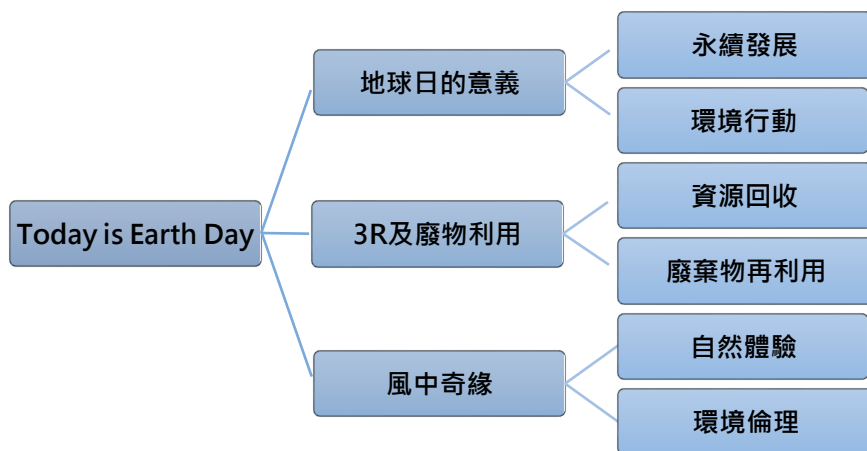 Today is Earth Day
地球日的意義
永續發展
環境行動
3R及廢物利用
資源回收
廢棄物再利用
風中奇緣
自然體驗
環境倫理